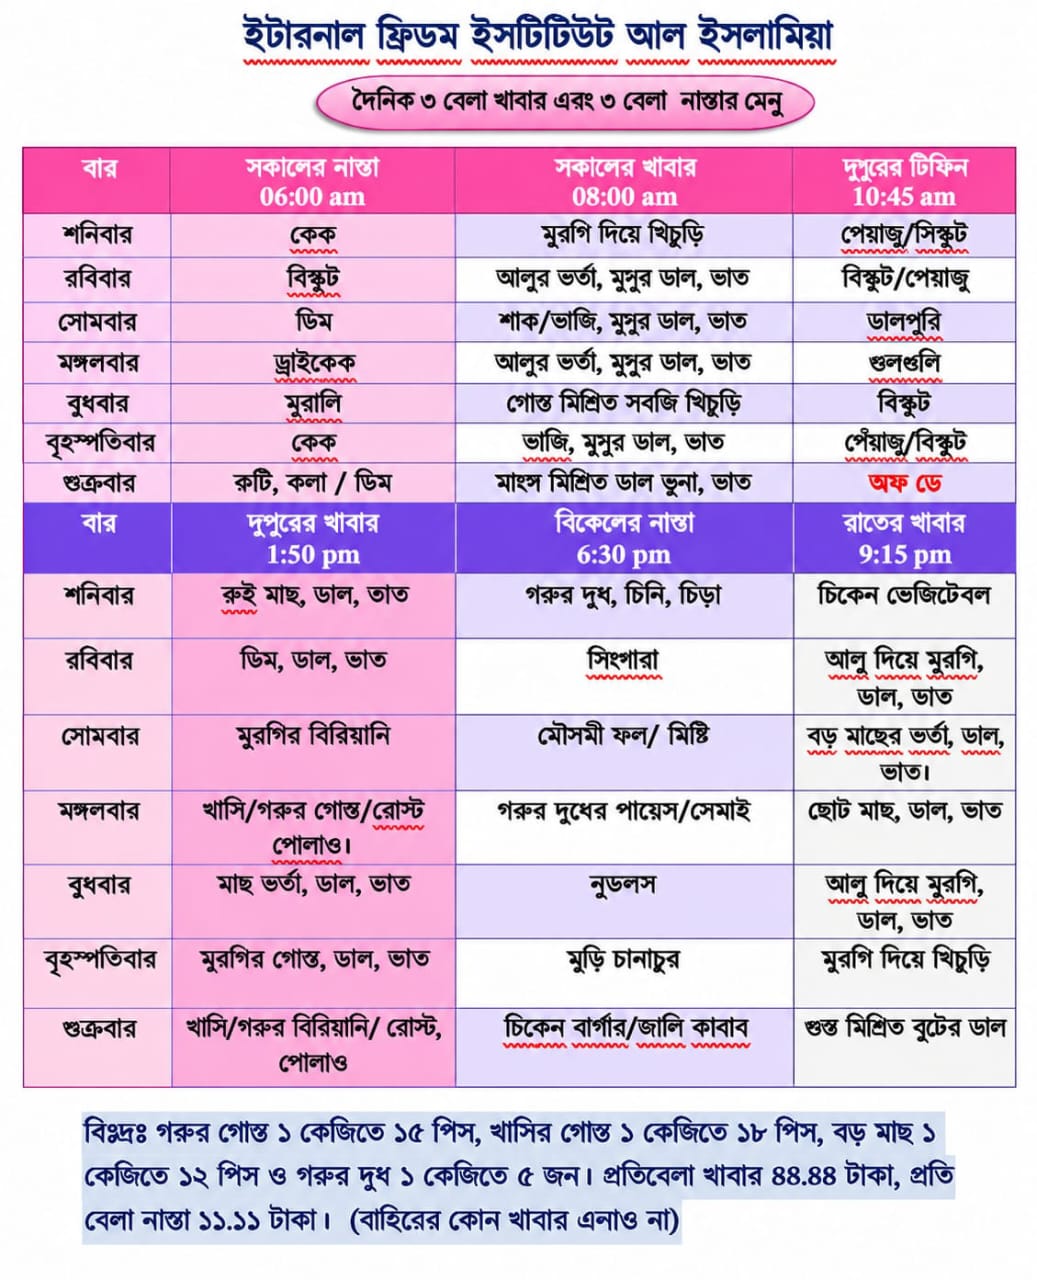 ইটারনাল ফ্রিডম ইসটিটিউট আল ইসলামিয়া
দৈনিক ৩ বেলা খাবার এরং ৩ বেলা নাস্তার মেনু
বার সকালের নাস্তা সকালের খাবার দুপুরের টিফিন
06:00 am 08:00 am 10:45 am
শনিবার কেক মুরগি দিয়ে খিচুড়ি পেয়াজু/সিস্কুট
রবিবার বিস্কুট আলুর ভর্তা, মুসুর ডাল, ভাত বিস্কুট/পেয়াজু
সোমবার ডিম শাক/ভাজি, মুসুর ডাল, ভাত ডালপুরি
মঙ্গলবার ড্রাইকেক আলুর ভর্তা, মুসুর ডাল, ভাত গুলগুলি
বুধবার মুরালি গোস্ত মিশ্রিত সবজি খিচুড়ি বিস্কুট
বৃহস্পতিবার কেক ভাজি, মুসুর ডাল, ভাত পেঁয়াজু/বিস্কুট
শুক্রবার রুটি, কলা / ডিম মাংস মিশ্রিত ডাল ভুনা, ভাত অফ ডে
বার দুপুরের খাবার বিকেলের নাস্তা রাতের খাবার
1:50 pm 6:30 pm 9:15 pm
শনিবার রুই মাছ, ডাল, তাত গরুর দুধ, চিনি, চিড়া চিকেন ভেজিটেবল
রবিবার ডিম, ডাল, ভাত সিংগারা আলু দিয়ে মুরগি,
ডাল, ভাত
সোমবার মুরগির বিরিয়ানি মৌসমী ফল/ মিষ্টি বড় মাছের ভর্তা, ডাল,
ভাত।
মঙ্গলবার খাসি/গরুর গোস্ত/রোস্ট গরুর দুধের পায়েস/সেমাই ছোট মাছ, ডাল, ভাত
পোলাও।
বুধবার মাছ ভর্তা, ডাল, ভাত নুডলস আলু দিয়ে মুরগি,
ডাল, ভাত
বৃহস্পতিবার মুরগির গোস্ত, ডাল, ভাত মুড়ি চানাচুর মুরগি দিয়ে খিচুড়ি
শুক্রবার খাসি/গরুর বিরিয়ানি/ রোস্ট, চিকেন বার্গার/জালি কাবাব গুস্ত মিশ্রিত বুটের ডাল
পোলাও
বিঃদ্রঃ গরুর গোস্ত ১ কেজিতে ১৫ পিস, খাসির গোস্ত ১ কেজিতে ১৮ পিস, বড় মাছ ১
কেজিতে ১২ পিস ও গরুর দুধ ১ কেজিতে ৫ জন। প্রতিবেলা খাবার 88.88 টাকা, প্রতি
বেলা নাস্তা ১১.১১ টাকা। (বাহিরের কোন খাবার এনাও না)